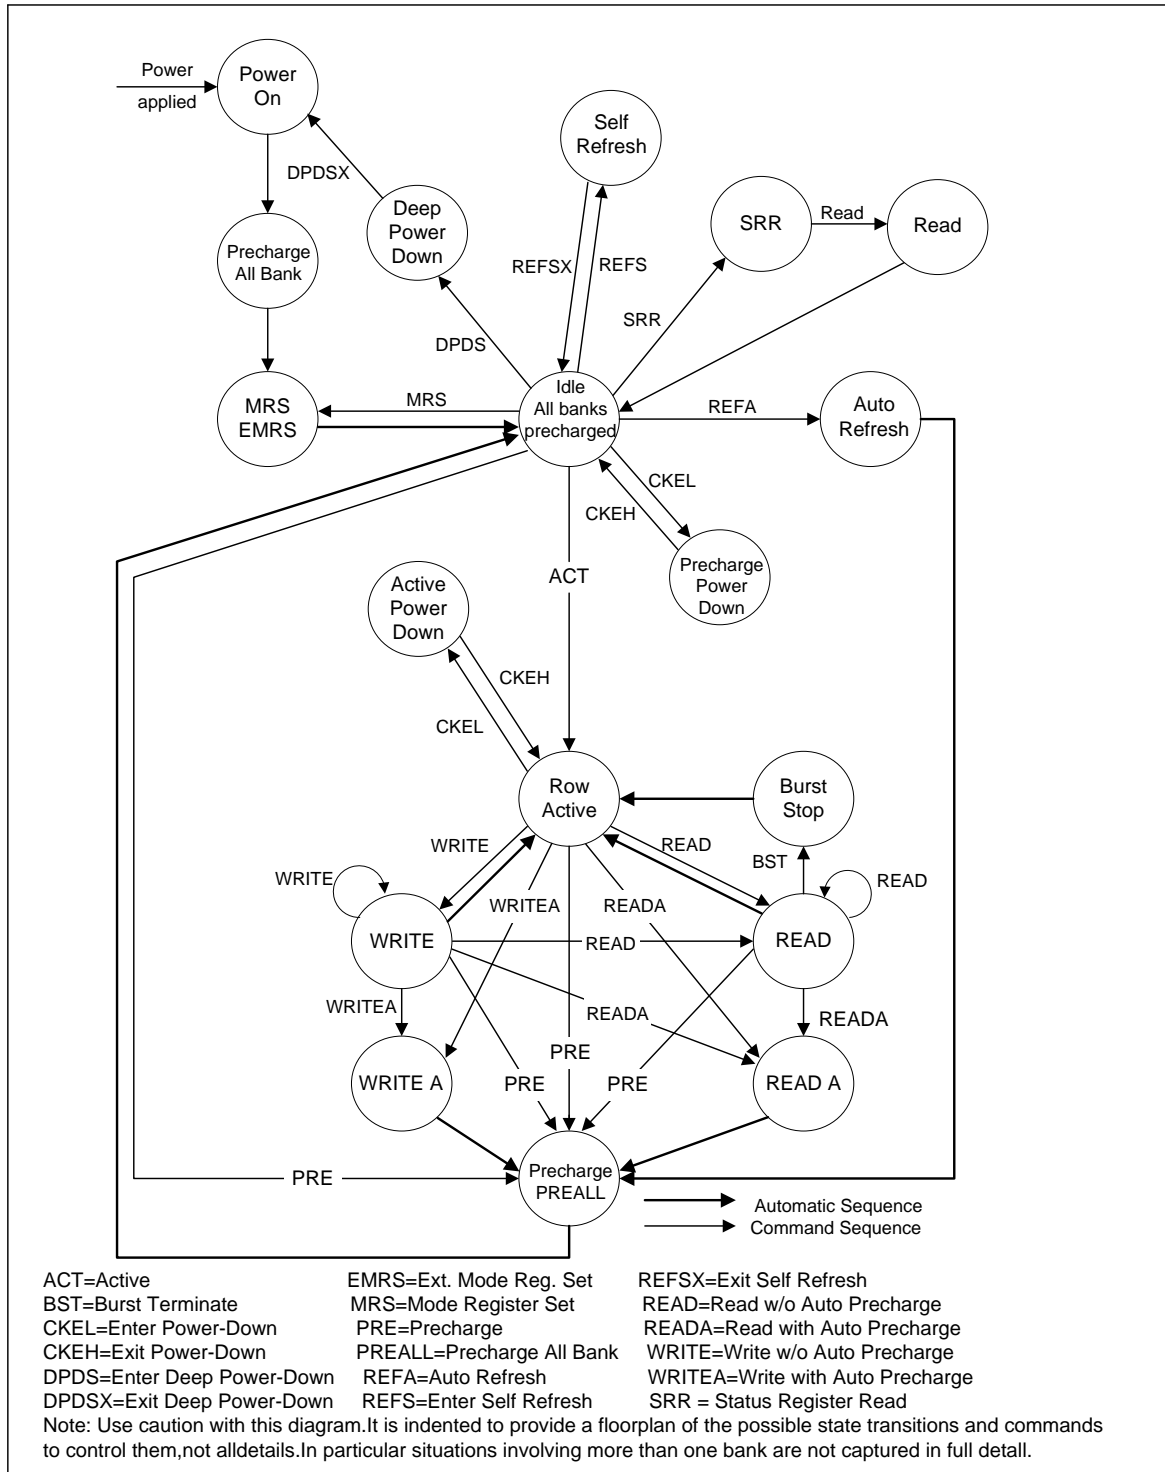 Power
applied
Power
On
Self
Refresh
DPDSX
Deep
Power
Down
SRR
Read
Read
Precharge
All Bank
REFSX
REFS
SRR
DPDS
MRS
EMRS
MRS
Idle
All banks
precharged
REFA
Auto
Refresh
CKEL
CKEH
ACT
Precharge
Power
Down
Active
Power
Down
CKEH
CKEL
Row
Active
Burst
Stop
WRITE
READ
BST
WRITE
READ
WRITEA
READA
WRITE
READ
READ
WRITEA
READA
READA
PRE
WRITE A
PRE
PRE
READ A
PRE
Precharge
PREALL
Automatic Sequence
Command Sequence
ACT=Active EMRS=Ext. Mode Reg. Set REFSX=Exit Self Refresh
BST=Burst Terminate MRS=Mode Register Set READ=Read w/o Auto Precharge
CKEL=Enter Power-Down PRE=Precharge READA=Read with Auto Precharge
CKEH=Exit Power-Down PREALL=Precharge All Bank WRITE=Write w/o Auto Precharge
DPDS=Enter Deep Power-Down REFA=Auto Refresh WRITEA=Write with Auto Precharge
DPDSX=Exit Deep Power-Down REFS=Enter Self Refresh SRR = Status Register Read
Note: Use caution with this diagram.It is indented to provide a floorplan of the possible state transitions and commands
to control them,not alldetails.In particular situations involving more than one bank are not captured in full detall.